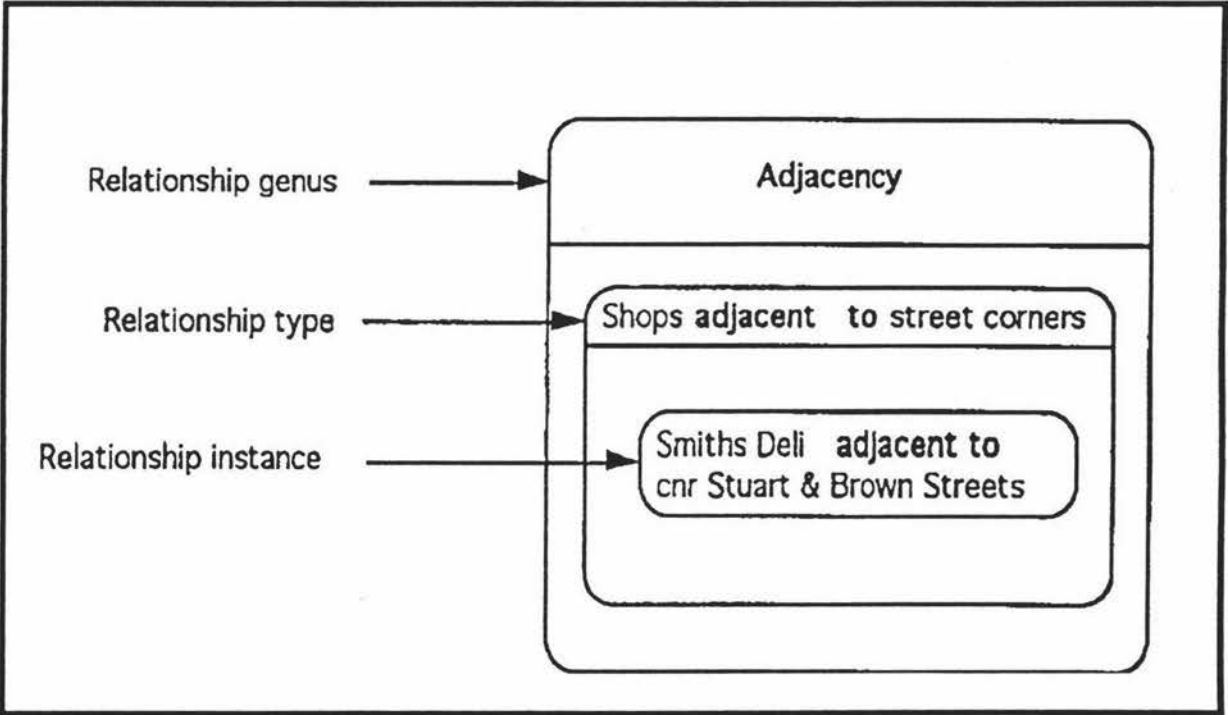 Relationship genus
Adjacency
Relationship type
Shops adjacent to street corners
Relationship instance
Smiths Deli adjacent to
cnr Stuart & Brown Streets